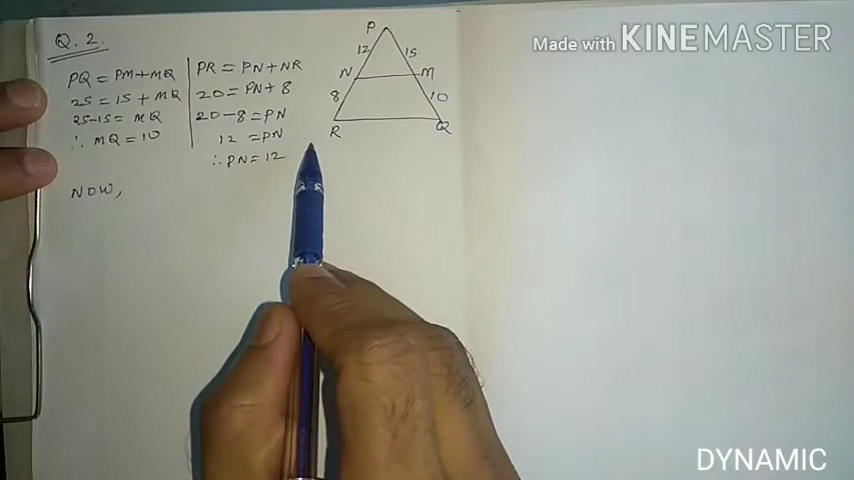 Q. 2.
PQ = PM + MQ
25 = 15 + MQ
25 - 15 = MQ
∴ MQ = 10
PR = PN + NR
20 = PN + 8
20 - 8 = PN
12 = PN
∴ PN = 12
NOW,
P
12 15
N M
8 10
R Q
Made with KINEMASTER
DYNAMIC